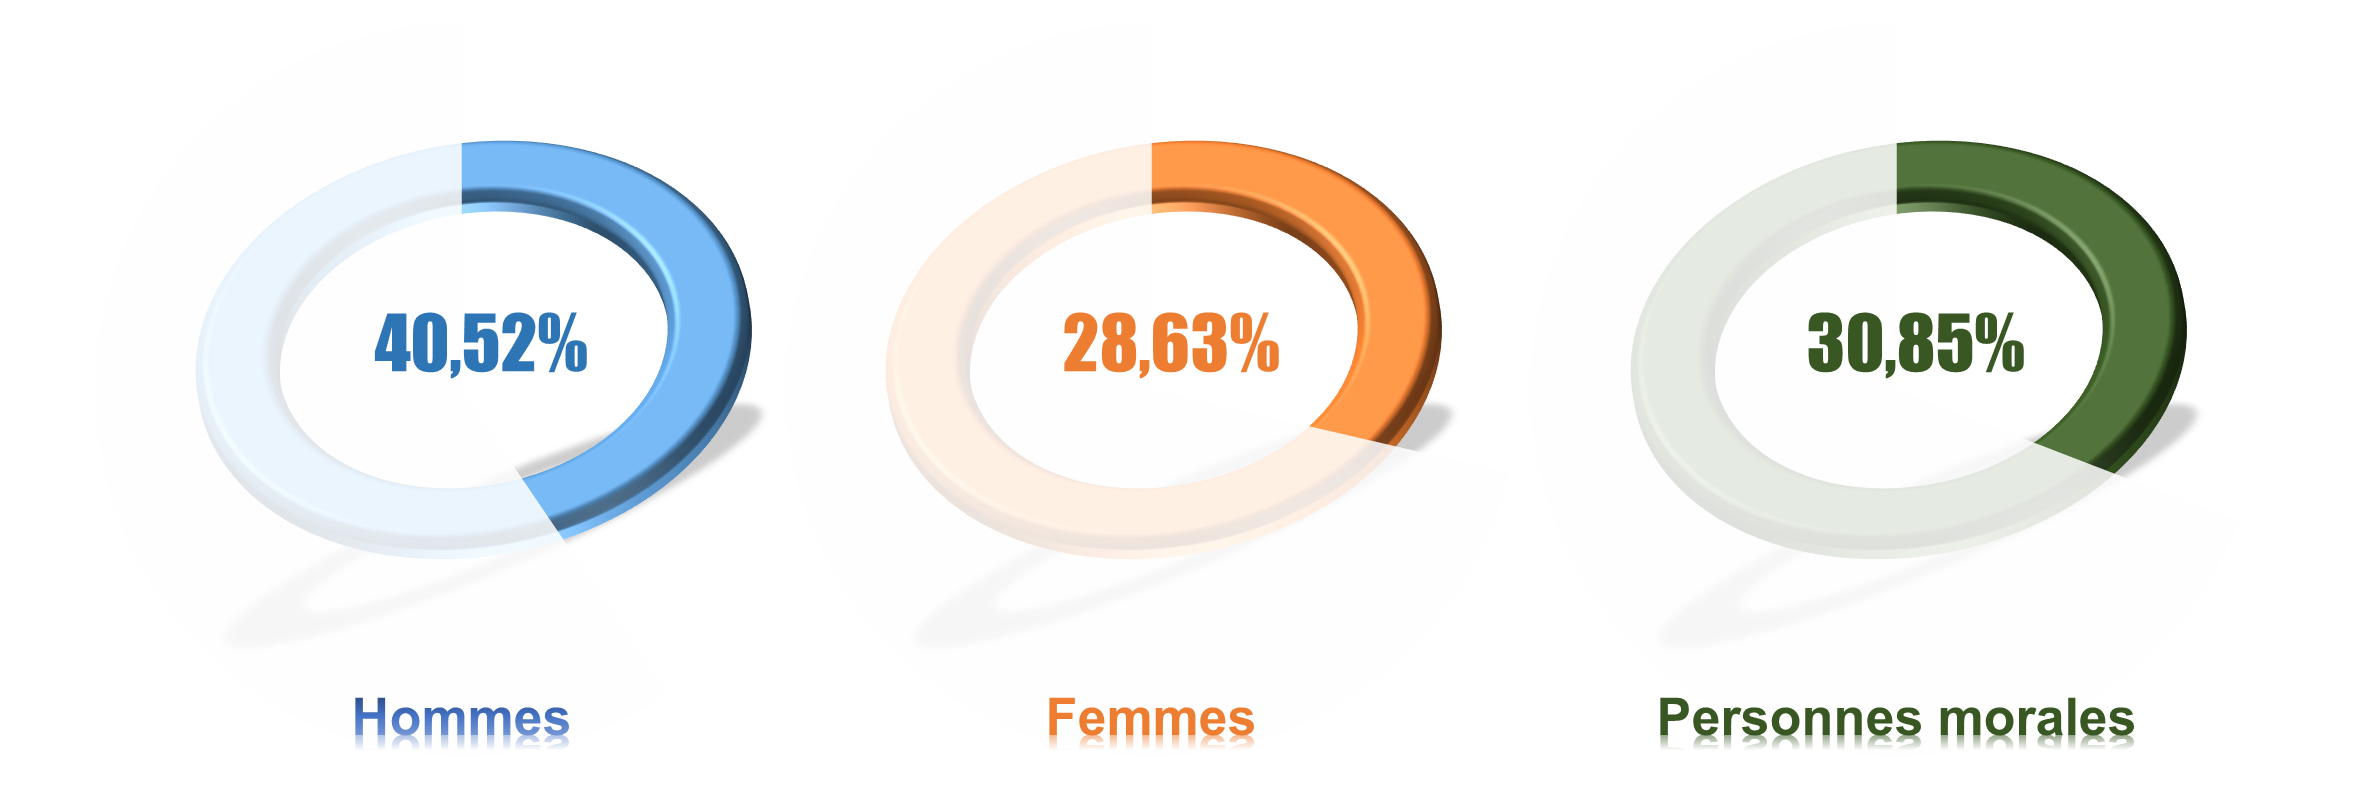 40,52%
28,63%
30,85%
Hommes
Femmes
Personnes morales